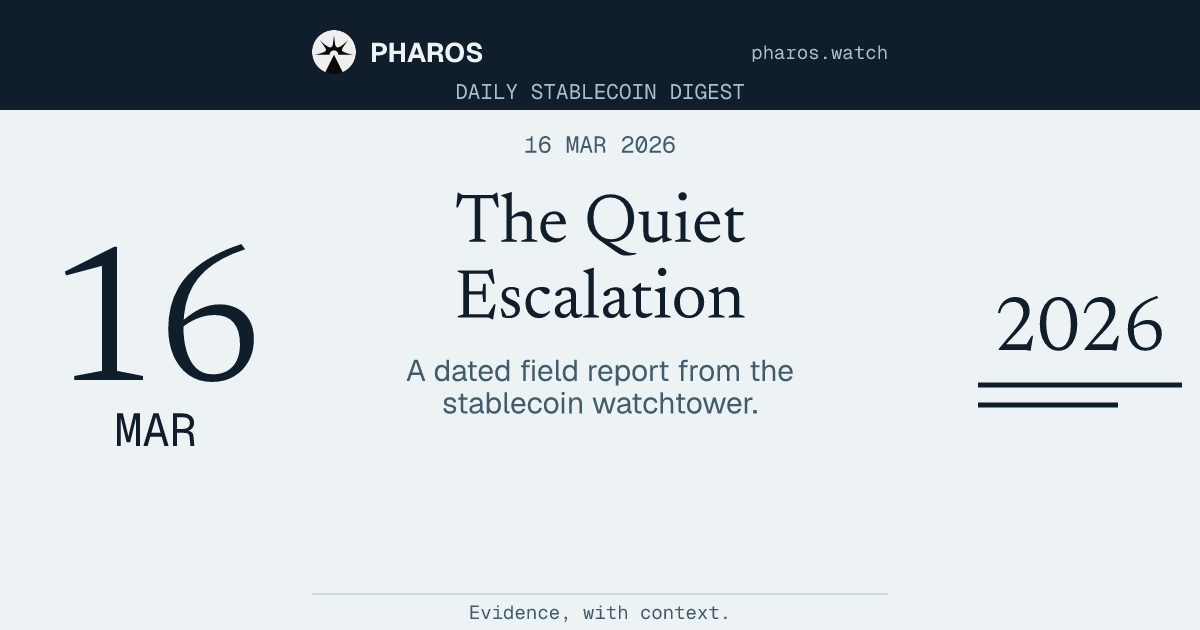 PHAROS
pharos.watch
DAILY STABLECOIN DIGEST
16 MAR 2026
The Quiet
Escalation
A dated field report from the
stablecoin watchtower.
16
MAR
2026
Evidence, with context.